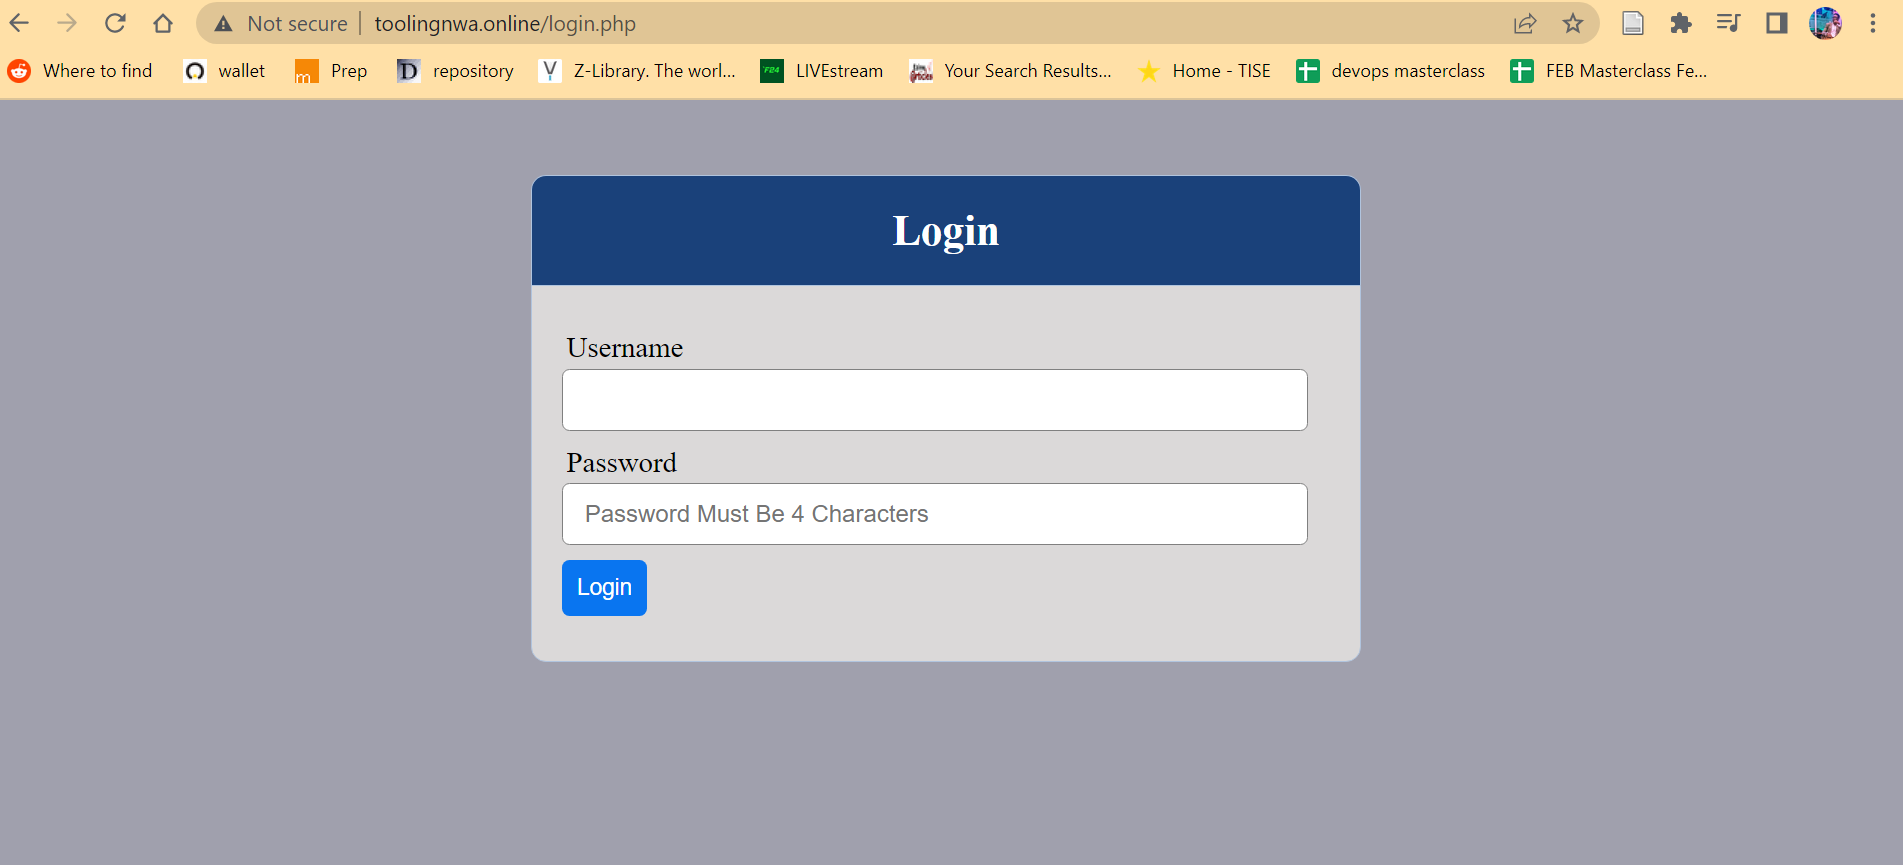 Not secure toolingnwa.online/login.php
Where to find wallet Prep repository Z-Library. The worl... LIVEstream Your Search Results... Home - TISE devops masterclass FEB Masterclass Fe...
Login
Username
Password
Password Must Be 4 Characters
Login